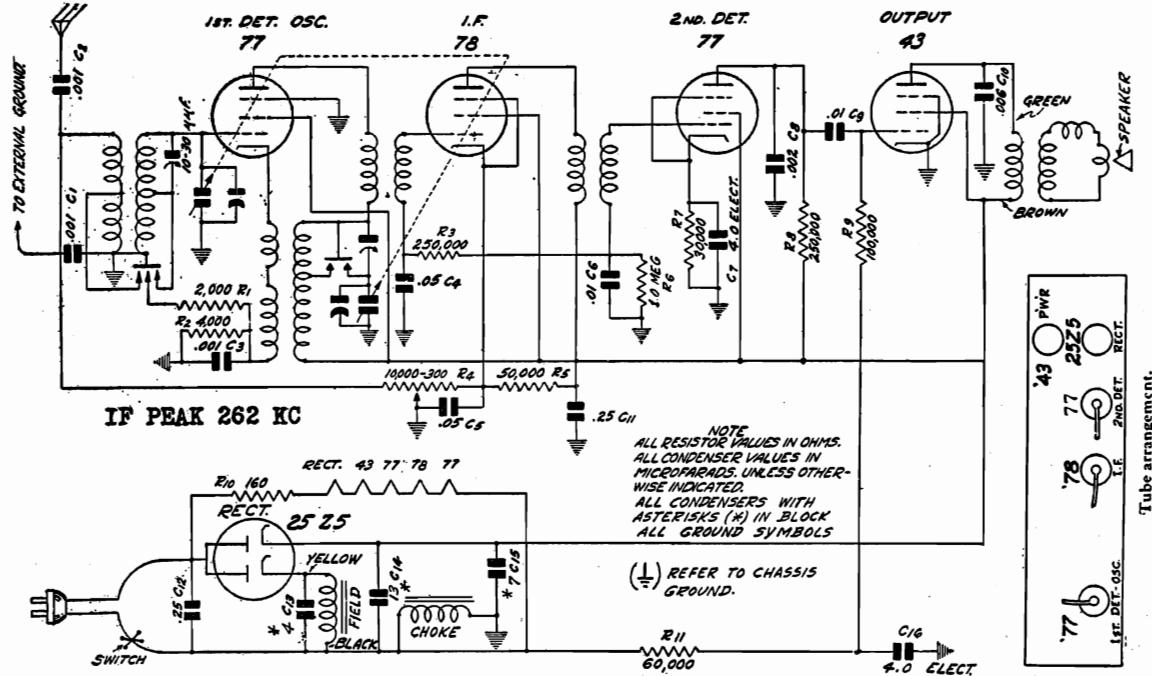 1ST. DET. OSC.
77
I.F.
78
2ND. DET.
77
OUTPUT
43
.001 C2
TO EXTERNAL GROUND.
.001 C1
10-30 M.M.F.
R3
250,000
.05 C4
.01 C6
1.0 MEG
R6
R7
30,000
4.0 ELECT.
C7
.002 C8
.01 C9
R8
250,000
R9
100,000
.006 C10
GREEN
BROWN
SPEAKER
2,000 R1
R2 4,000
.001 C3
10,000-300 R4
50,000 R5
.05 C5
.25 C11
IF PEAK 262 KC
NOTE
ALL RESISTOR VALUES IN OHMS.
ALL CONDENSER VALUES IN
MICROFARADS. UNLESS OTHER-
WISE INDICATED.
ALL CONDENSERS WITH
ASTERISKS (*) IN BLOCK
ALL GROUND SYMBOLS
( ) REFER TO CHASSIS
GROUND.
RECT. 43 77 78 77
R10 160
RECT.
25 Z5
YELLOW
.25 C12
* 4 C13
FIELD
BLACK
13 C14
*
CHOKE
* 7 C15
SWITCH
R11
60,000
C16
4.0 ELECT.
PWR
'43
25Z5
RECT.
77
2ND. DET.
'78
I.F.
'77
1ST. DET.-OSC.
Tube arrangement.